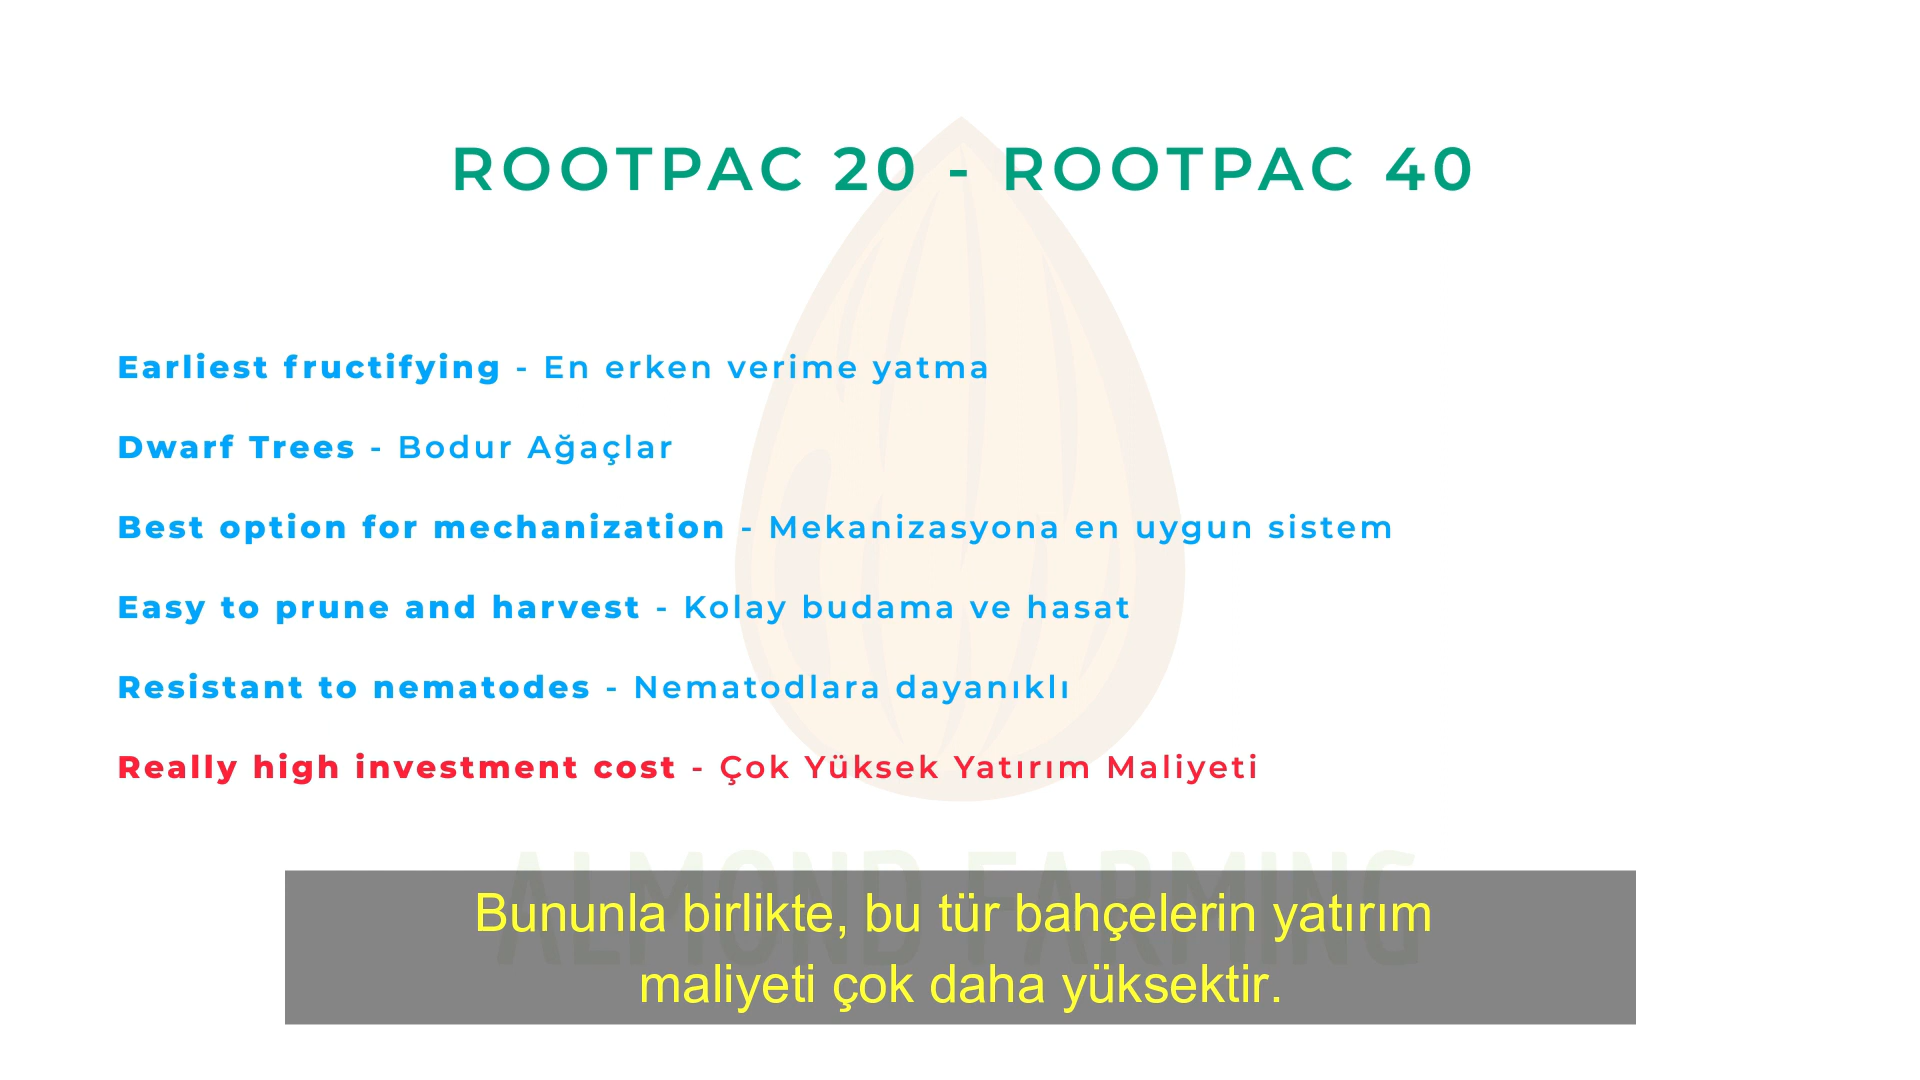 ROOTPAC 20 - ROOTPAC 40
Earliest fructifying - En erken verime yatma
Dwarf Trees - Bodur Ağaçlar
Best option for mechanization - Mekanizasyona en uygun sistem
Easy to prune and harvest - Kolay budama ve hasat
Resistant to nematodes - Nematodlara dayanıklı
Really high investment cost - Çok Yüksek Yatırım Maliyeti
ALMOND FARMING
Bununla birlikte, bu tür bahçelerin yatırım
maliyeti çok daha yüksektir.